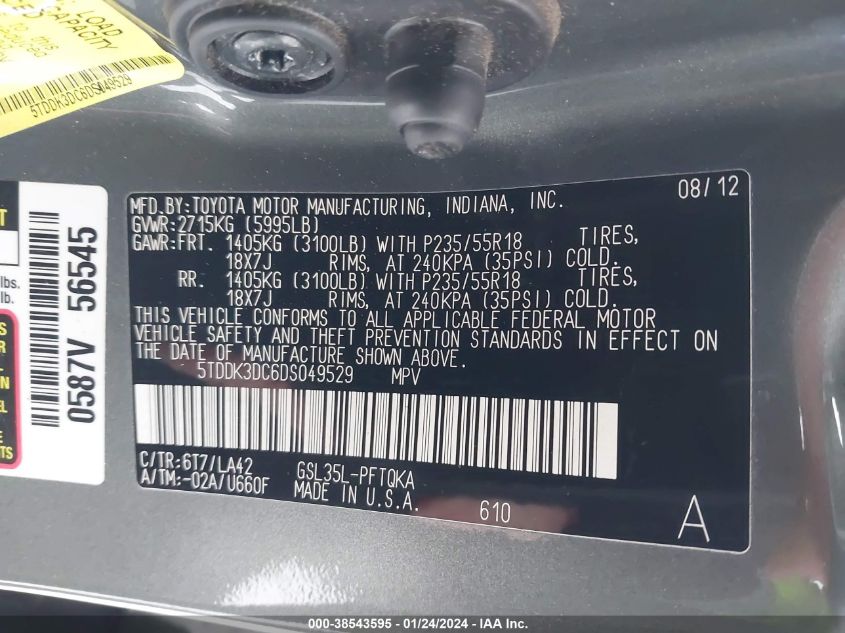 LOAD
CAPACITY
5TDDK3DC6DS049529
0587V 56545
lbs.
lb.
MFD.BY:TOYOTA MOTOR MANUFACTURING, INDIANA, INC. 08/12
GVWR:2715KG (5995LB)
GAWR:FRT. 1405KG (3100LB) WITH P235/55R18 TIRES,
18X7J RIMS, AT 240KPA (35PSI) COLD.
RR. 1405KG (3100LB) WITH P235/55R18 TIRES,
18X7J RIMS, AT 240KPA (35PSI) COLD.
THIS VEHICLE CONFORMS TO ALL APPLICABLE FEDERAL MOTOR
VEHICLE SAFETY AND THEFT PREVENTION STANDARDS IN EFFECT ON
THE DATE OF MANUFACTURE SHOWN ABOVE.
5TDDK3DC6DS049529 MPV
C/TR:6T7/LA42 GSL35L-PFTQKA
A/TM:-02A/U660F MADE IN U.S.A. 610 A
000-38543595 - 01/24/2024 - IAA Inc.